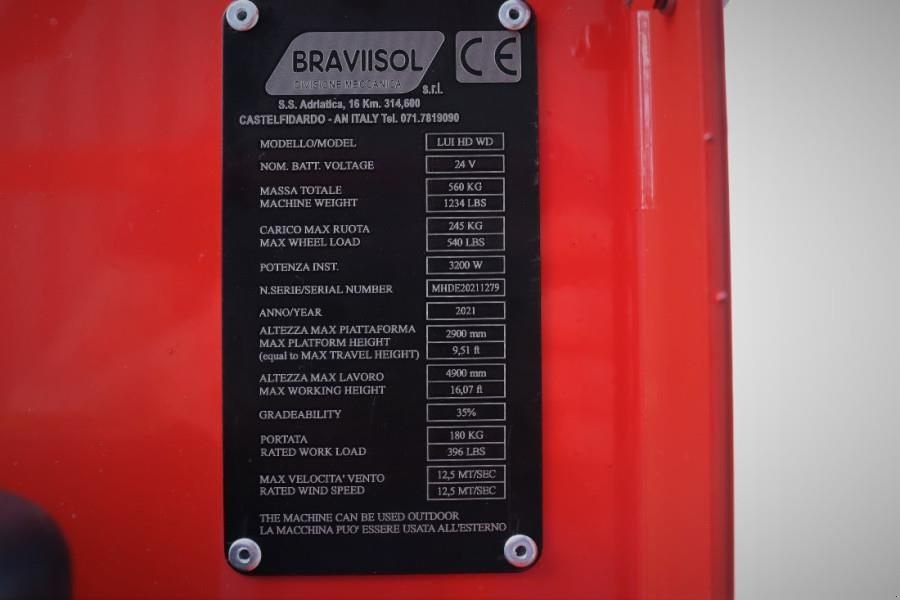 BRAVIISOL
DIVISIONE MECCANICA
s.r.l.
CE
S.S. Adriatica, 16 Km. 314,600
CASTELFIDARDO - AN ITALY Tel. 071.7819090
MODELLO/MODEL LUI HD WD
NOM. BATT. VOLTAGE 24 V
MASSA TOTALE 560 KG
MACHINE WEIGHT 1234 LBS
CARICO MAX RUOTA 245 KG
MAX WHEEL LOAD 540 LBS
POTENZA INST. 3200 W
N.SERIE/SERIAL NUMBER MHDE20211279
ANNO/YEAR 2021
ALTEZZA MAX PIATTAFORMA 2900 mm
MAX PLATFORM HEIGHT 9,51 ft
(equal to MAX TRAVEL HEIGHT)
ALTEZZA MAX LAVORO 4900 mm
MAX WORKING HEIGHT 16,07 ft
GRADEABILITY 35%
PORTATA 180 KG
RATED WORK LOAD 396 LBS
MAX VELOCITA' VENTO 12,5 MT/SEC
RATED WIND SPEED 12,5 MT/SEC
THE MACHINE CAN BE USED OUTDOOR
LA MACCHINA PUO' ESSERE USATA ALL'ESTERNO